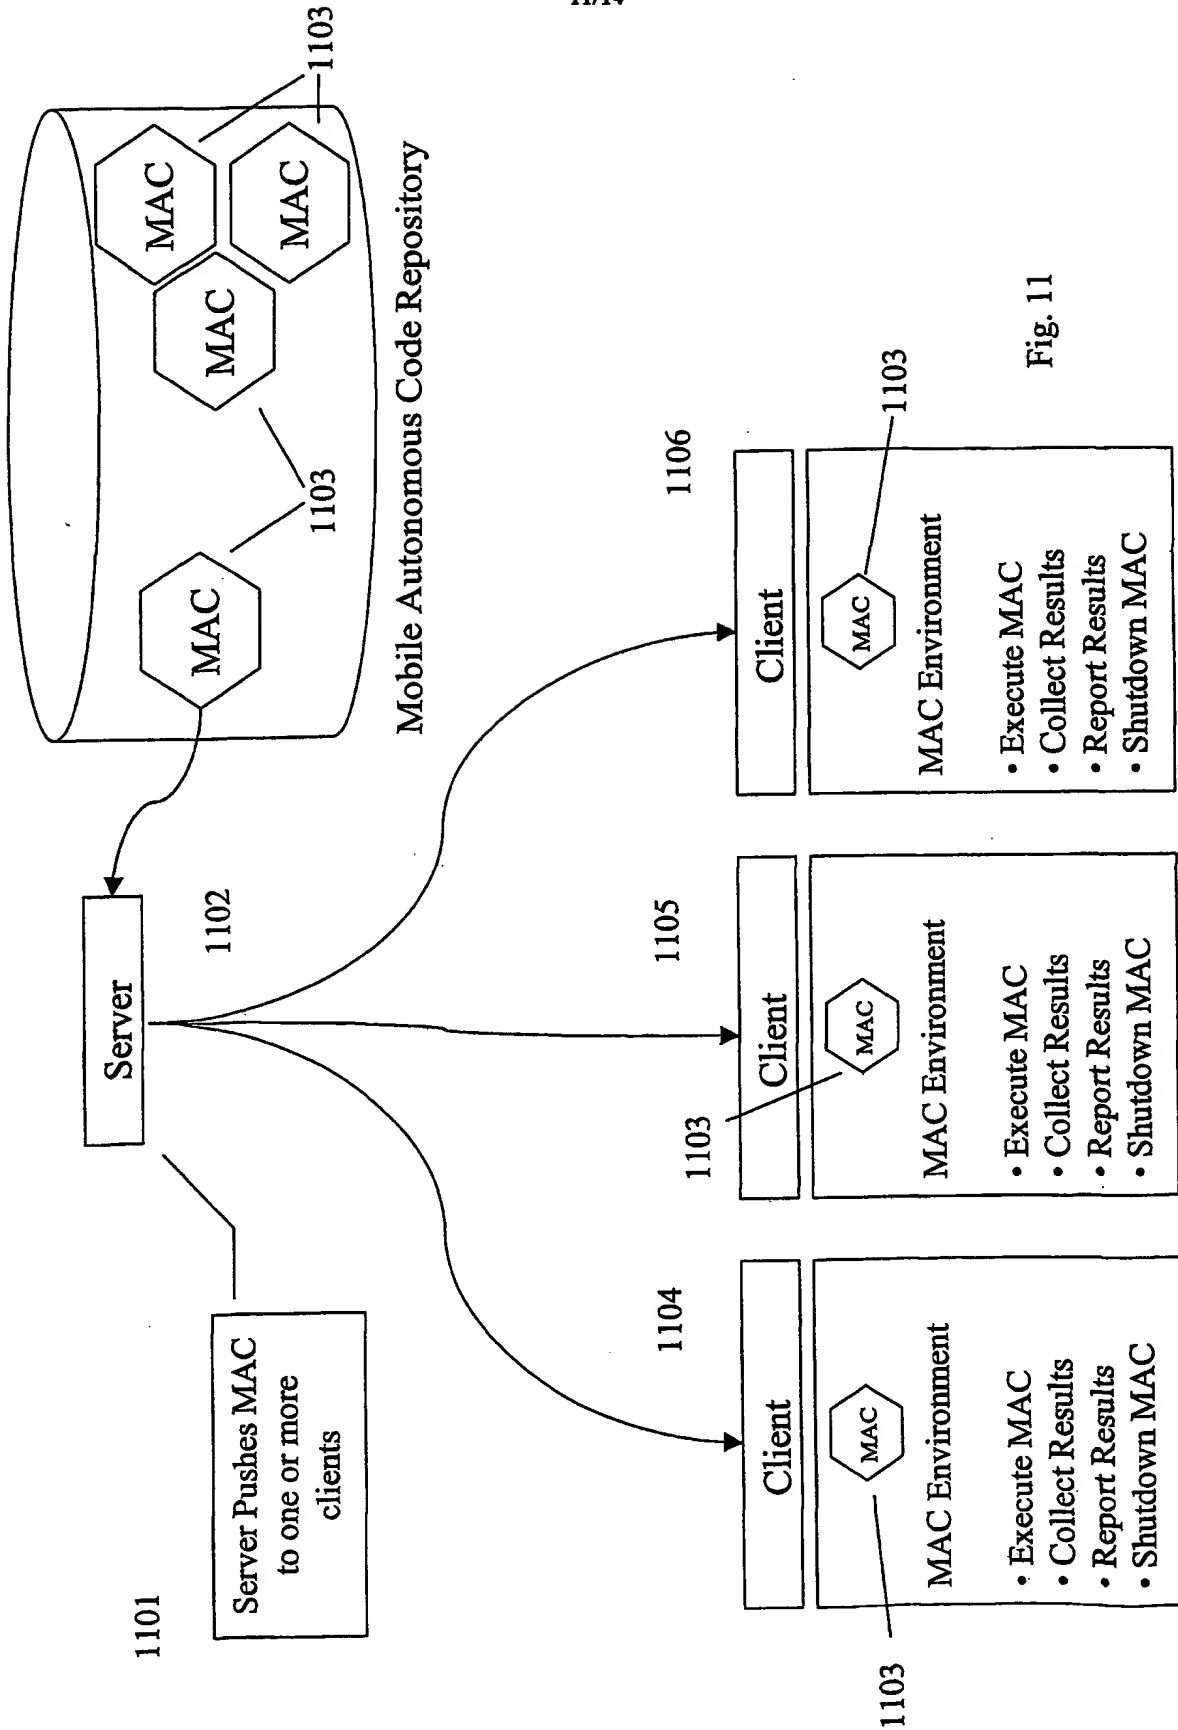 11/14
1103
MAC
MAC
MAC
MAC
1103
Mobile Autonomous Code Repository
Server
1102
1101
Server Pushes MAC
to one or more
clients
1104
Client
MAC
MAC Environment
• Execute MAC
• Collect Results
• Report Results
• Shutdown MAC
1103
1105
Client
1103
MAC
MAC Environment
• Execute MAC
• Collect Results
• Report Results
• Shutdown MAC
1106
Client
MAC
1103
MAC Environment
• Execute MAC
• Collect Results
• Report Results
• Shutdown MAC
Fig. 11